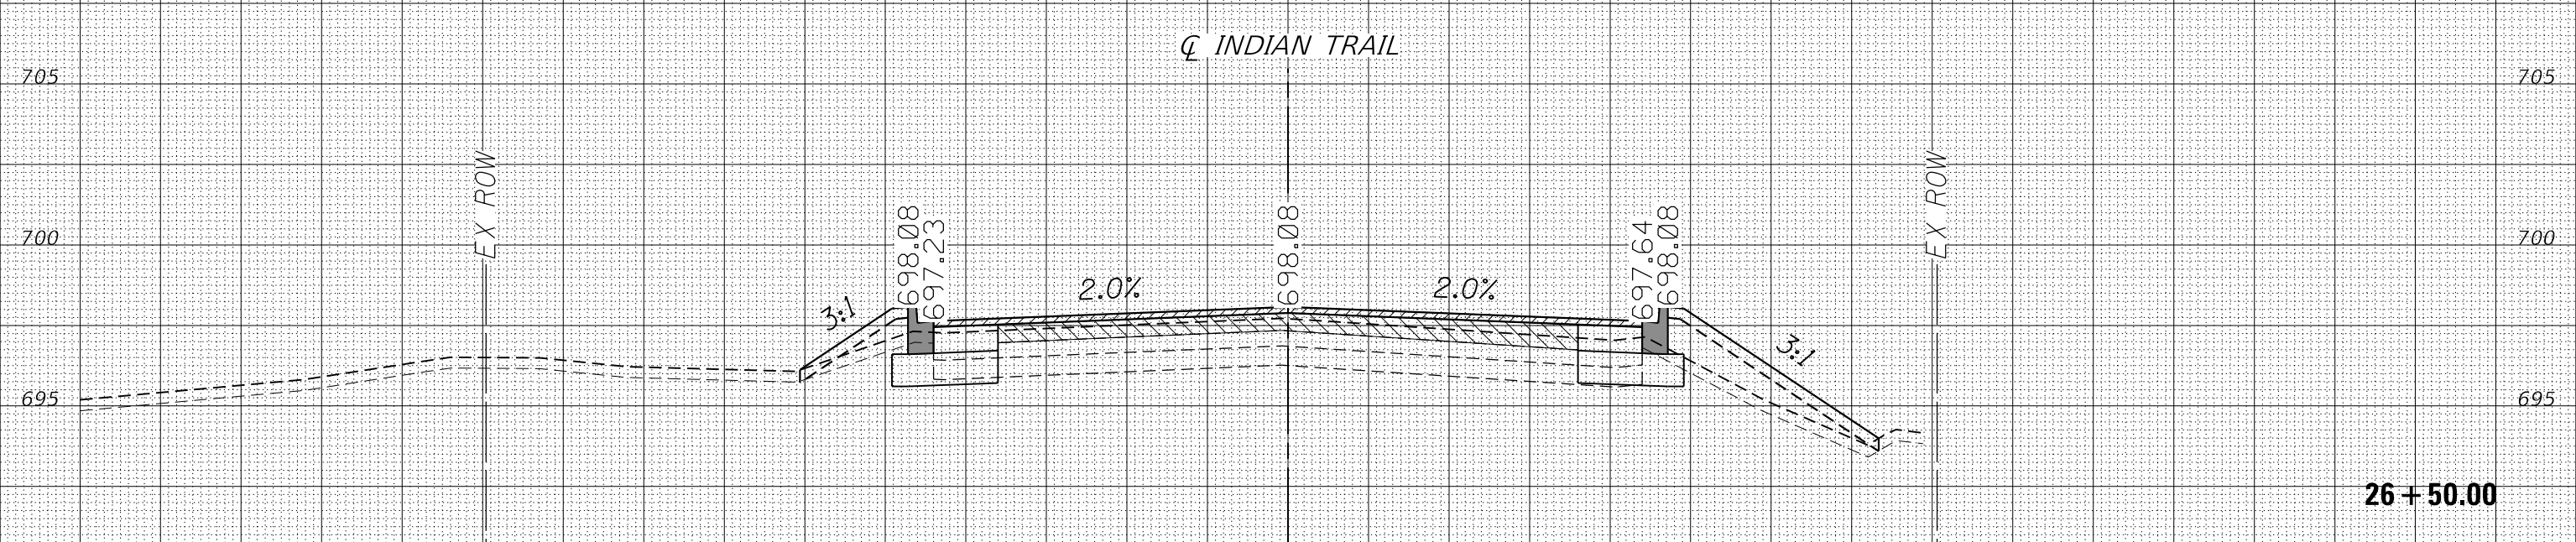 ℄ INDIAN TRAIL
705 705
EX ROW EX ROW
700 700
698.08 697.23 698.08 697.64 698.08
3:1 2.0% 2.0% 3:1
695 695
26+50.00